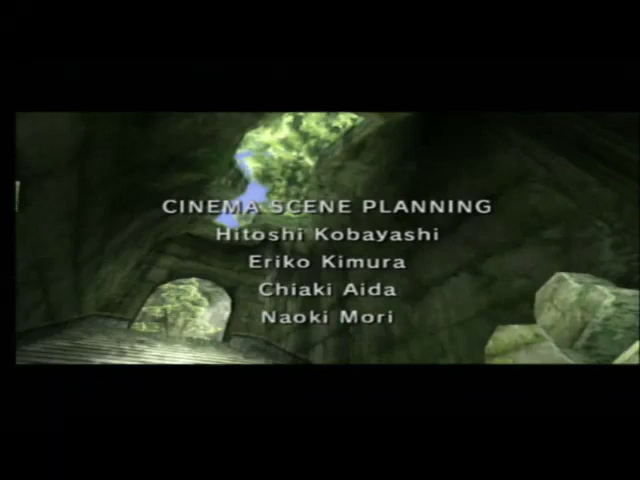 CINEMA SCENE PLANNING
Hitoshi Kobayashi
Eriko Kimura
Chiaki Aida
Naoki Mori